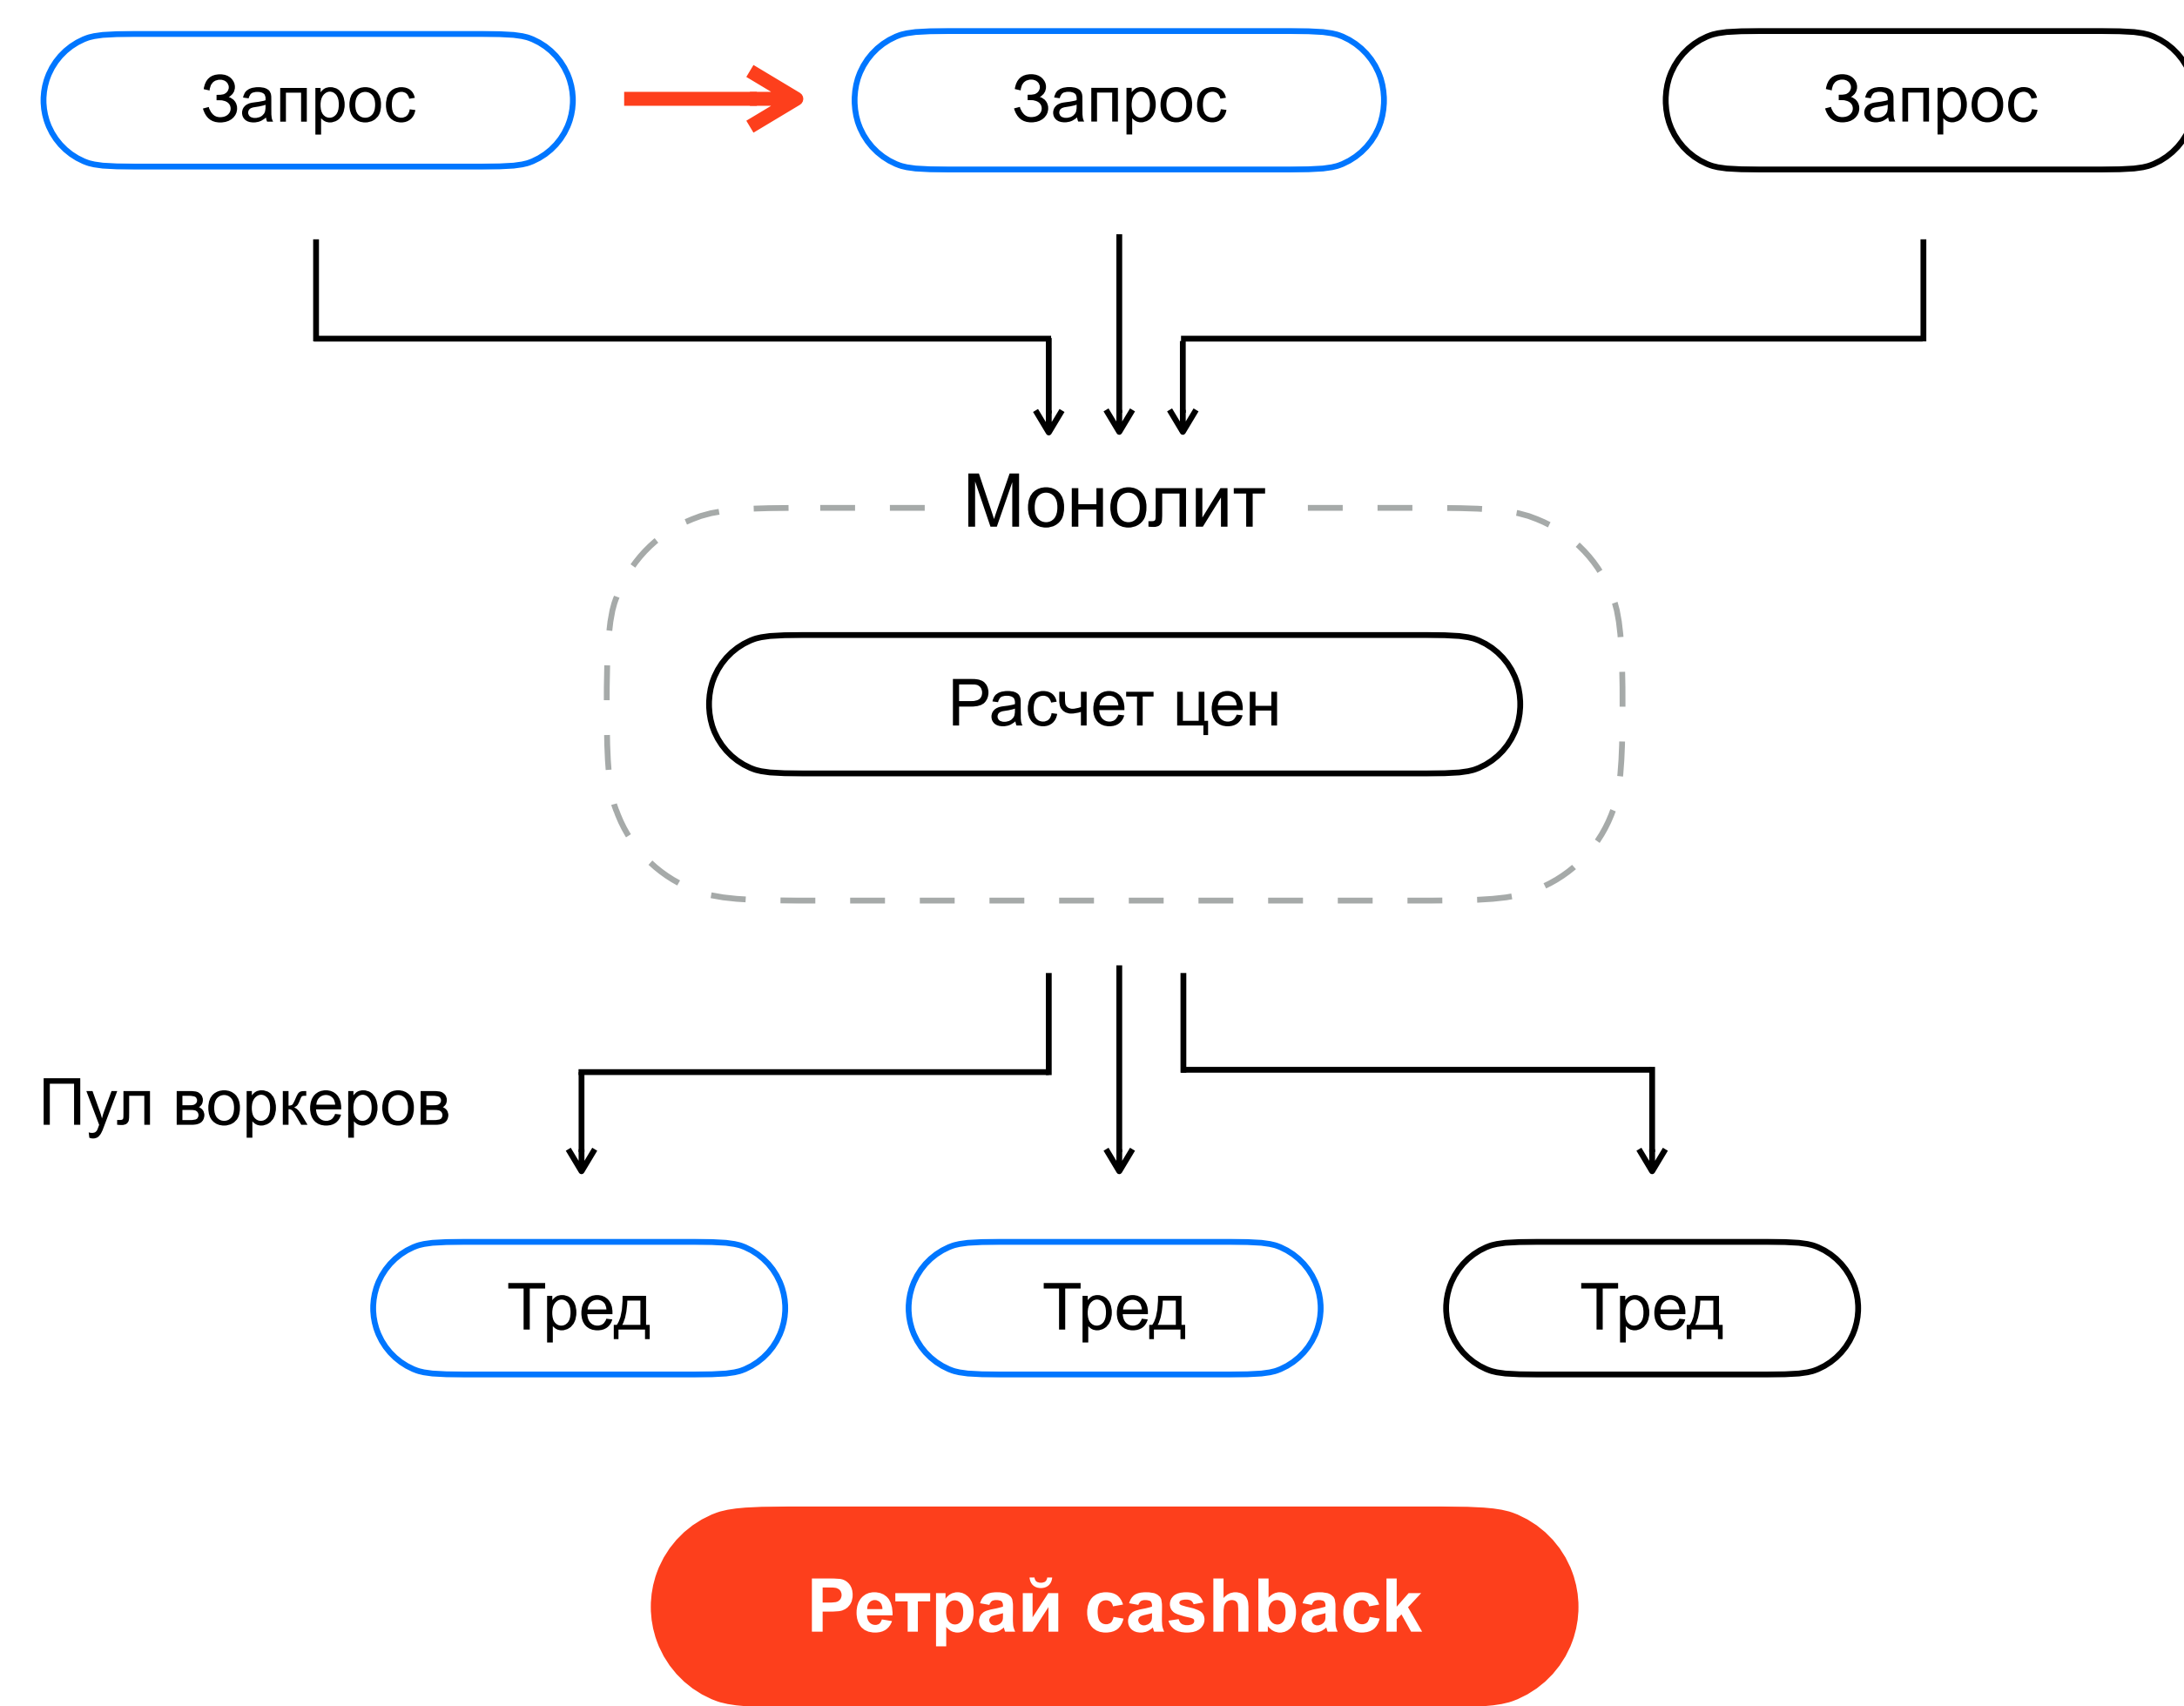 Запрос
Запрос
Запрос
Монолит
Расчет цен
Пул воркеров
Тред
Тред
Тред
Ретрай cashback